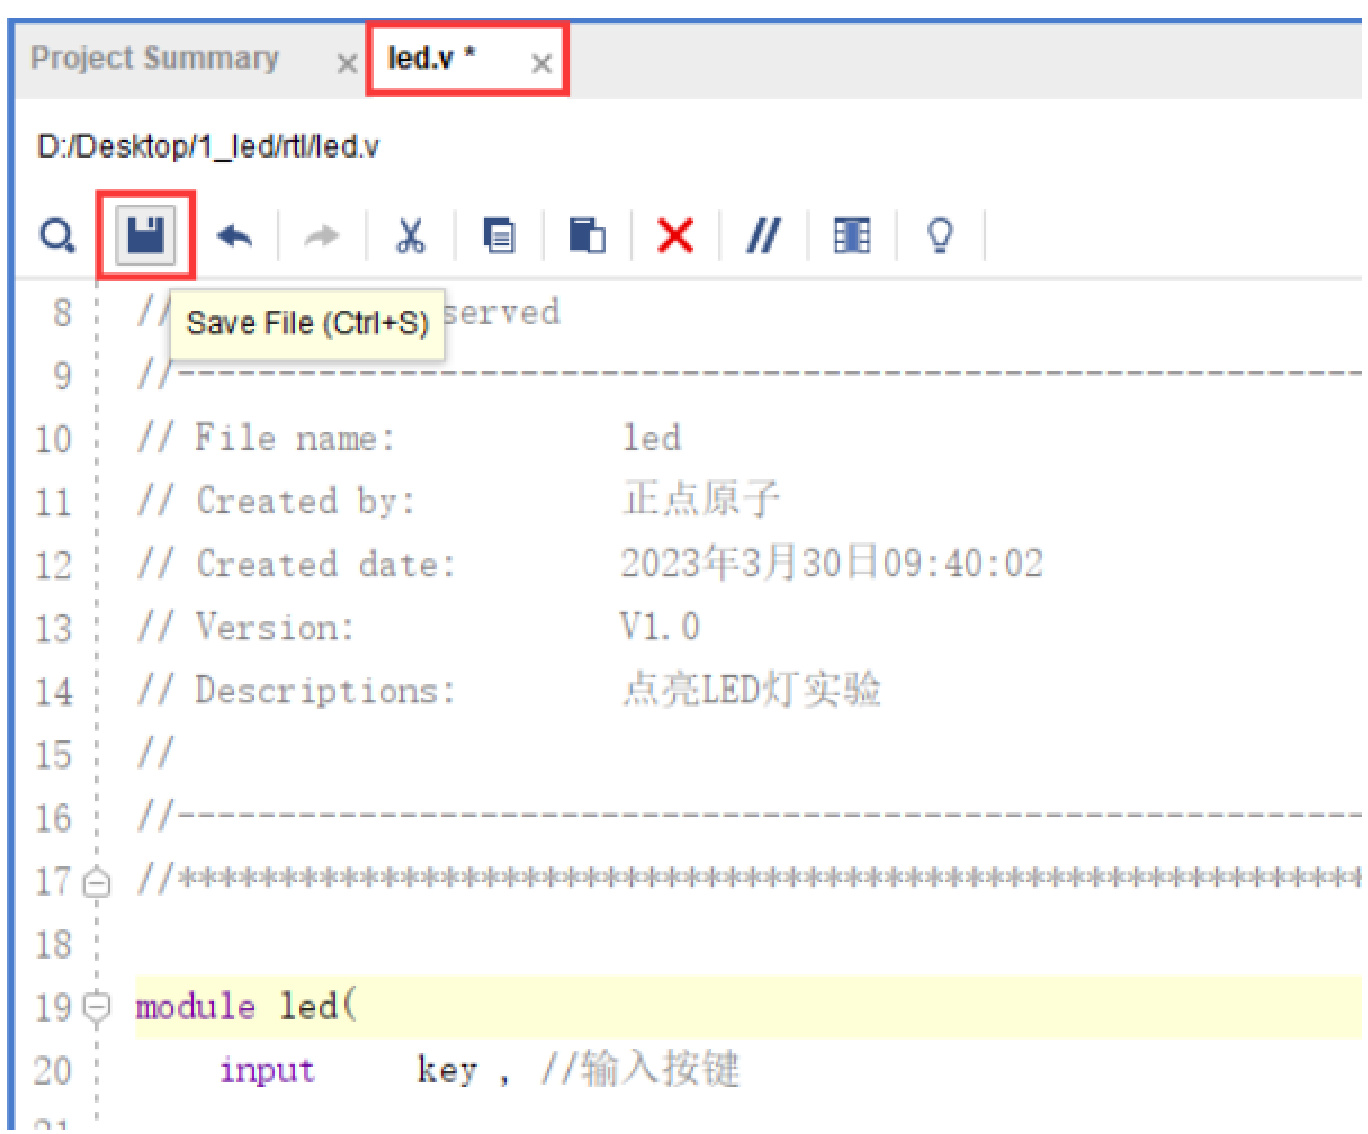 Project Summary × led.v * ×
D:/Desktop/1_led/rtl/led.v
Save File (Ctrl+S)
8 // served
9 //------------------------------------------------------------
10 // File name: led
11 // Created by: 正点原子
12 // Created date: 2023年3月30日09:40:02
13 // Version: V1.0
14 // Descriptions: 点亮LED灯实验
15 //
16 //------------------------------------------------------------
17 //************************************************************
18
19 module led(
20 input key , //输入按键
21